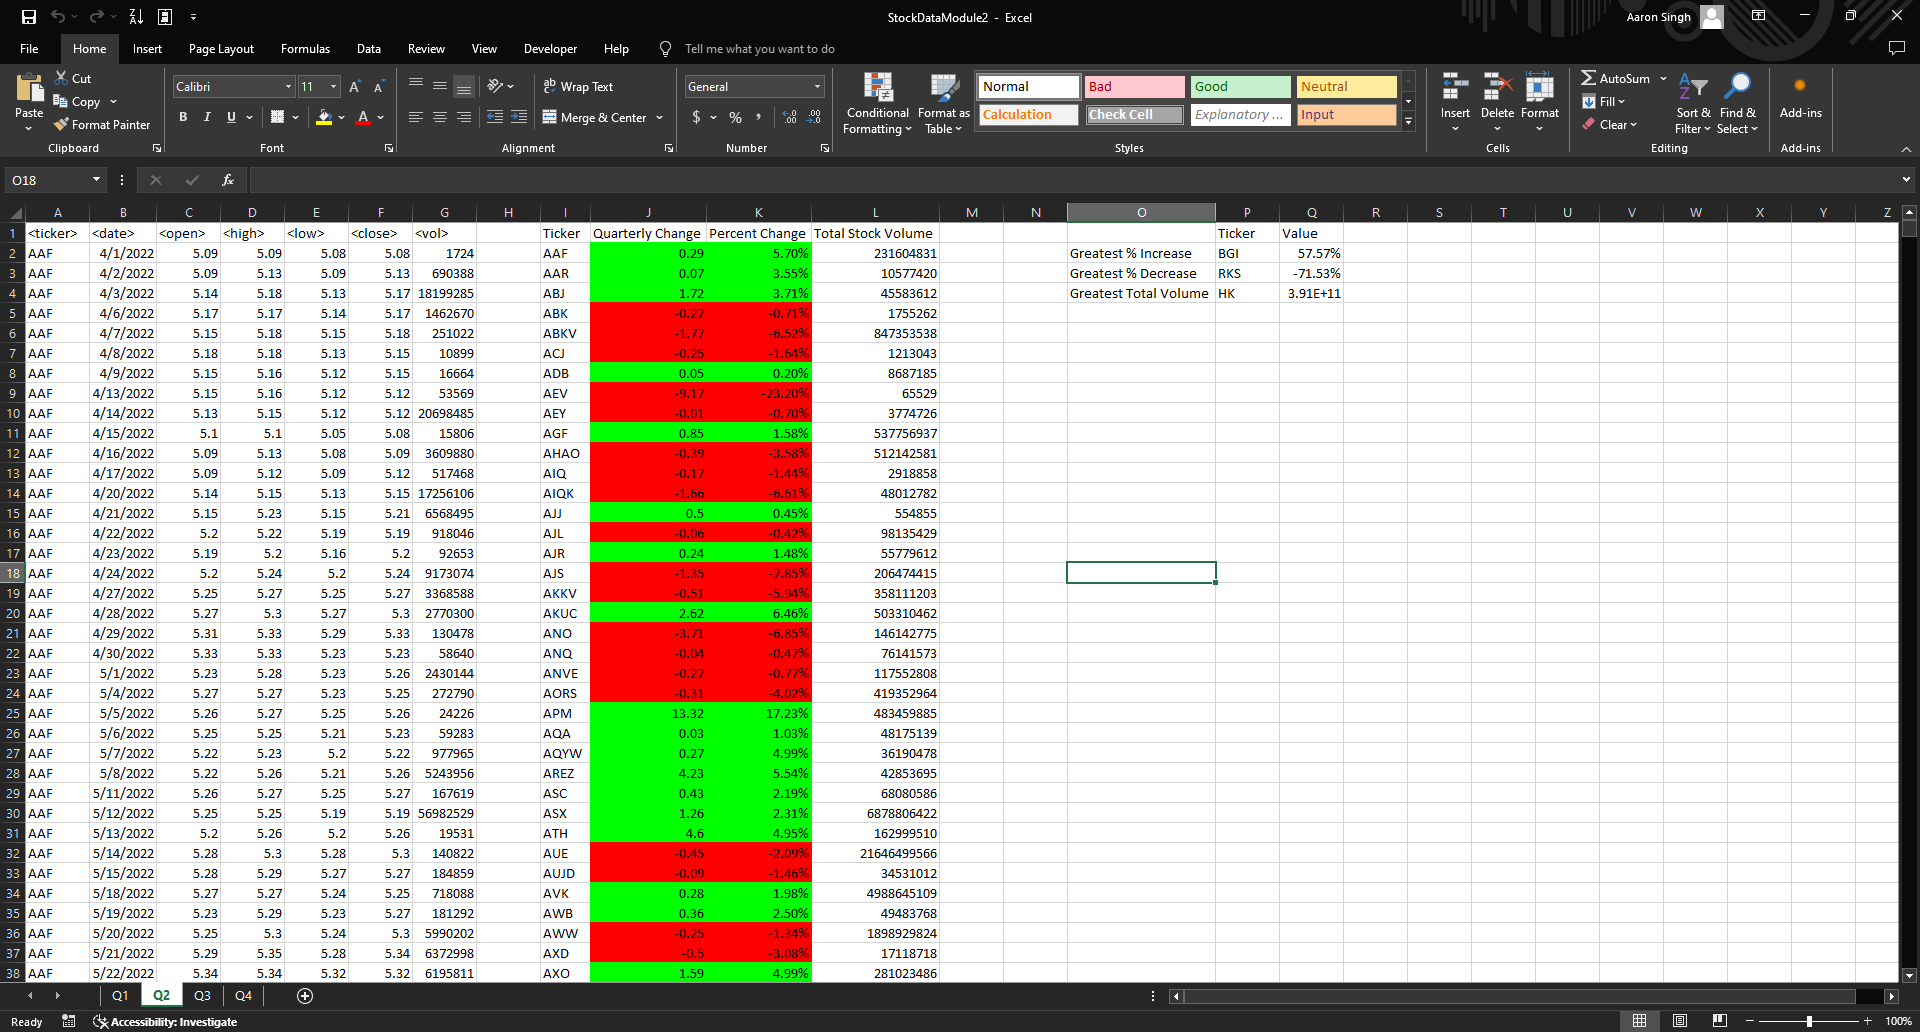 StockDataModule2 - Excel
Aaron Singh
File Home Insert Page Layout Formulas Data Review View Developer Help Tell me what you want to do
Paste
Cut
Copy
Format Painter
Clipboard
Calibri 11
B I U
Font
Wrap Text
Merge & Center
Alignment
General
$ % ,
Number
Conditional Formatting
Format as Table
Normal Bad Good Neutral
Calculation Check Cell Explanatory ... Input
Styles
Insert Delete Format
Cells
AutoSum
Fill
Clear
Sort & Filter
Find & Select
Editing
Add-ins
Add-ins
O18 fx
A B C D E F G H I J K L M N O P Q R S T U V W X Y Z
1 <ticker> <date> <open> <high> <low> <close> <vol> Ticker Quarterly Change Percent Change Total Stock Volume Ticker Value
2 AAF 4/1/2022 5.09 5.09 5.08 5.08 1724 AAF 0.29 5.70% 231604831 Greatest % Increase BGI 57.57%
3 AAF 4/2/2022 5.09 5.13 5.09 5.13 690388 AAR 0.07 3.55% 10577420 Greatest % Decrease RKS -71.53%
4 AAF 4/3/2022 5.14 5.18 5.13 5.17 18199285 ABJ 1.72 3.71% 45583612 Greatest Total Volume HK 3.91E+11
5 AAF 4/6/2022 5.17 5.17 5.14 5.17 1462670 ABK -0.27 -0.71% 1755262
6 AAF 4/7/2022 5.15 5.18 5.15 5.18 251022 ABKV -1.77 -6.52% 847353538
7 AAF 4/8/2022 5.18 5.18 5.13 5.15 10899 ACJ -0.25 -1.64% 1213043
8 AAF 4/9/2022 5.15 5.16 5.12 5.15 16664 ADB 0.05 0.20% 8687185
9 AAF 4/13/2022 5.15 5.16 5.12 5.12 53569 AEV -9.17 -23.20% 65529
10 AAF 4/14/2022 5.13 5.15 5.12 5.12 20698485 AEY -0.01 -0.70% 3774726
11 AAF 4/15/2022 5.1 5.1 5.05 5.08 15806 AGF 0.85 1.58% 537756937
12 AAF 4/16/2022 5.09 5.13 5.08 5.09 3609880 AHAO -0.39 -3.58% 512142581
13 AAF 4/17/2022 5.09 5.12 5.09 5.12 517468 AIQ -0.17 -1.44% 2918858
14 AAF 4/20/2022 5.14 5.15 5.13 5.15 17256106 AIQK -1.66 -6.61% 48012782
15 AAF 4/21/2022 5.15 5.23 5.15 5.21 6568495 AJJ 0.5 0.45% 554855
16 AAF 4/22/2022 5.2 5.22 5.19 5.19 918046 AJL -0.06 -0.42% 98135429
17 AAF 4/23/2022 5.19 5.2 5.16 5.2 92653 AJR 0.24 1.48% 55779612
18 AAF 4/24/2022 5.2 5.24 5.2 5.24 9173074 AJS -1.35 -7.85% 206474415
19 AAF 4/27/2022 5.25 5.27 5.25 5.27 3368588 AKKV -0.51 -5.94% 358111203
20 AAF 4/28/2022 5.27 5.3 5.27 5.3 2770300 AKUC 2.62 6.46% 503310462
21 AAF 4/29/2022 5.31 5.33 5.29 5.33 130478 ANO -3.71 -6.85% 146142775
22 AAF 4/30/2022 5.33 5.33 5.23 5.23 58640 ANQ -0.04 -0.47% 76141573
23 AAF 5/1/2022 5.23 5.28 5.23 5.26 2430144 ANVE -0.27 -0.77% 117552808
24 AAF 5/4/2022 5.27 5.27 5.23 5.25 272790 AORS -0.31 -4.02% 419352964
25 AAF 5/5/2022 5.26 5.27 5.25 5.26 24226 APM 13.32 17.23% 483459885
26 AAF 5/6/2022 5.25 5.25 5.21 5.23 59283 AQA 0.03 1.03% 48175139
27 AAF 5/7/2022 5.22 5.23 5.2 5.22 977965 AQYW 0.27 4.99% 36190478
28 AAF 5/8/2022 5.22 5.26 5.21 5.26 5243956 AREZ 4.23 5.54% 42853695
29 AAF 5/11/2022 5.26 5.27 5.25 5.27 167619 ASC 0.43 2.19% 68080586
30 AAF 5/12/2022 5.25 5.25 5.19 5.19 56982529 ASX 1.26 2.31% 6878806422
31 AAF 5/13/2022 5.2 5.26 5.2 5.26 19531 ATH 4.6 4.95% 162999510
32 AAF 5/14/2022 5.28 5.3 5.28 5.3 140822 AUE -0.45 -2.09% 21646499566
33 AAF 5/15/2022 5.28 5.29 5.27 5.27 184859 AUJD -0.09 -1.46% 34531012
34 AAF 5/18/2022 5.27 5.27 5.24 5.25 718088 AVK 0.28 1.98% 4988645109
35 AAF 5/19/2022 5.23 5.29 5.23 5.27 181292 AWB 0.36 2.50% 49483768
36 AAF 5/20/2022 5.25 5.3 5.24 5.3 5990202 AWW -0.25 -1.34% 1898929824
37 AAF 5/21/2022 5.29 5.35 5.28 5.34 6372998 AXD -0.5 -3.08% 17118718
38 AAF 5/22/2022 5.34 5.34 5.32 5.32 6195811 AXO 1.59 4.99% 281023486
Q1 Q2 Q3 Q4
Ready Accessibility: Investigate 100%